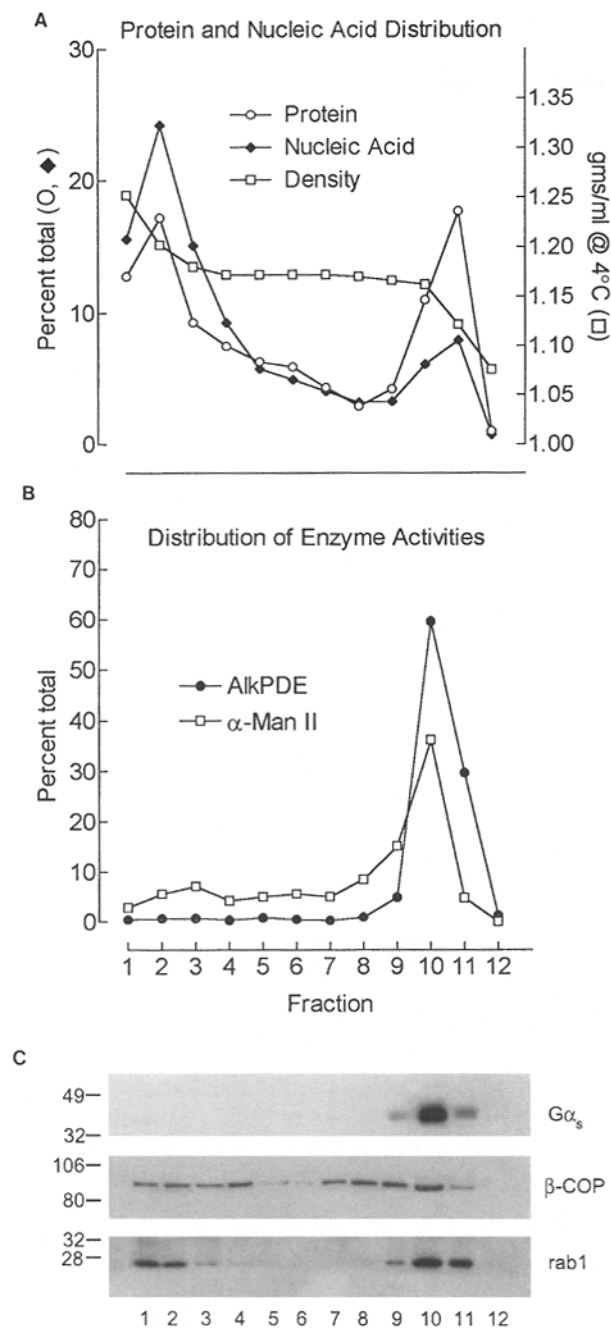 A
Protein and Nucleic Acid Distribution
30
20
10
0
Percent total (O, ◆)
Protein
Nucleic Acid
Density
1.35
1.30
1.25
1.20
1.15
1.10
1.05
1.00
gms/ml @ 4°C (□)
B
Distribution of Enzyme Activities
80
70
60
50
40
30
20
10
0
Percent total
AlkPDE
α-Man II
1 2 3 4 5 6 7 8 9 10 11 12
Fraction
C
49
32
Gαs
106
80
β-COP
32
28
rab1
1 2 3 4 5 6 7 8 9 10 11 12